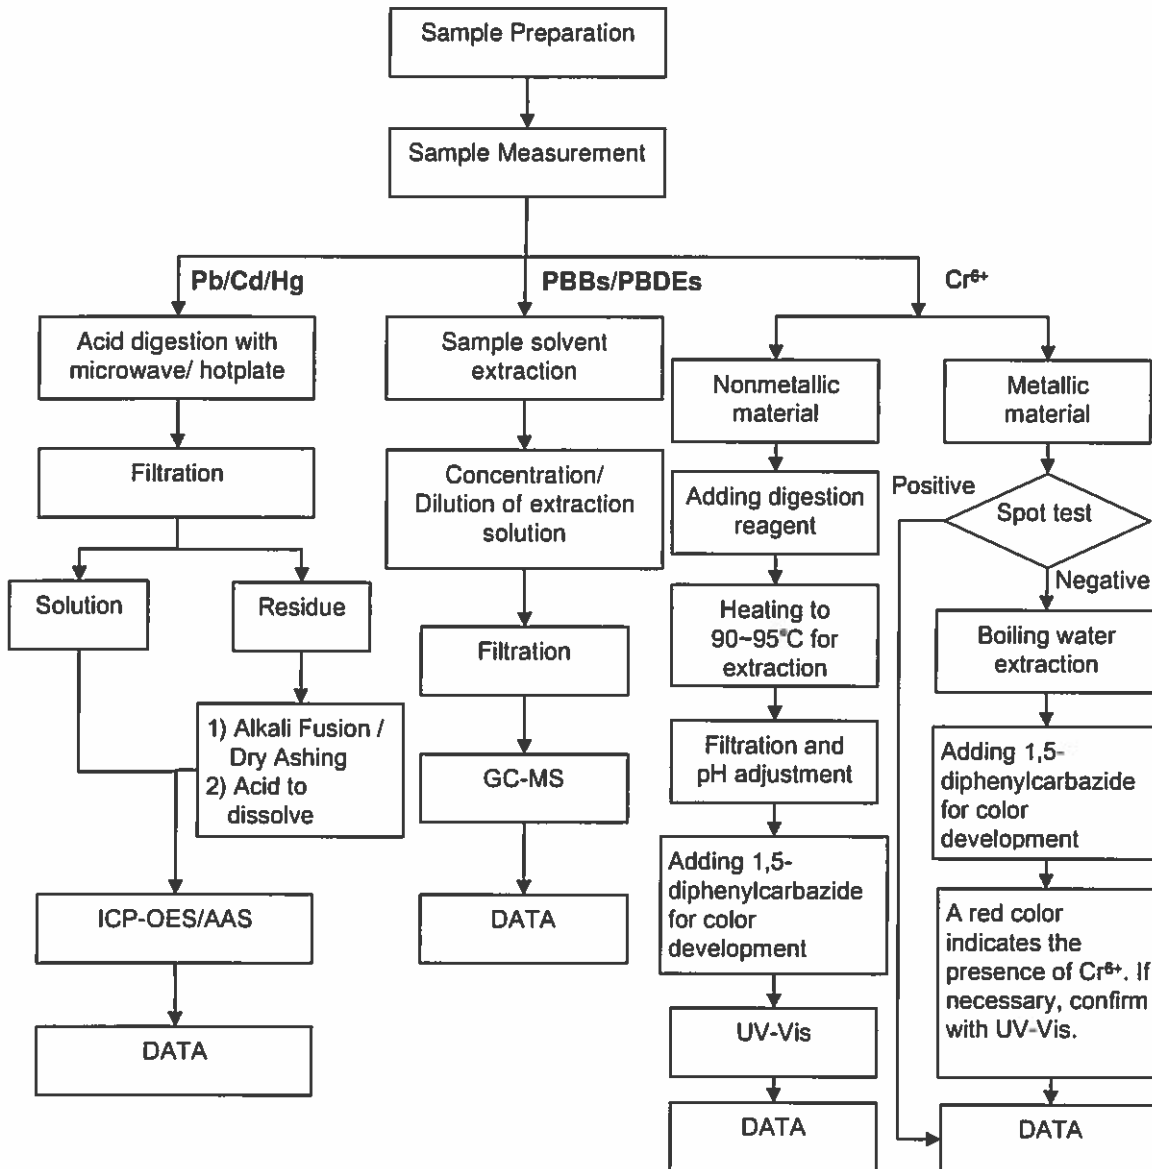 Sample Preparation
Sample Measurement
Pb/Cd/Hg
PBBs/PBDEs
Cr⁶⁺
Acid digestion with
microwave/ hotplate
Filtration
Solution
Residue
1) Alkali Fusion /
Dry Ashing
2) Acid to
dissolve
ICP-OES/AAS
DATA
Sample solvent
extraction
Concentration/
Dilution of extraction
solution
Filtration
GC-MS
DATA
Nonmetallic
material
Adding digestion
reagent
Heating to
90~95°C for
extraction
Filtration and
pH adjustment
Adding 1,5-
diphenylcarbazide
for color
development
UV-Vis
DATA
Metallic
material
Spot test
Positive
Negative
Boiling water
extraction
Adding 1,5-
diphenylcarbazide
for color
development
A red color
indicates the
presence of Cr⁶⁺. If
necessary, confirm
with UV-Vis.
DATA